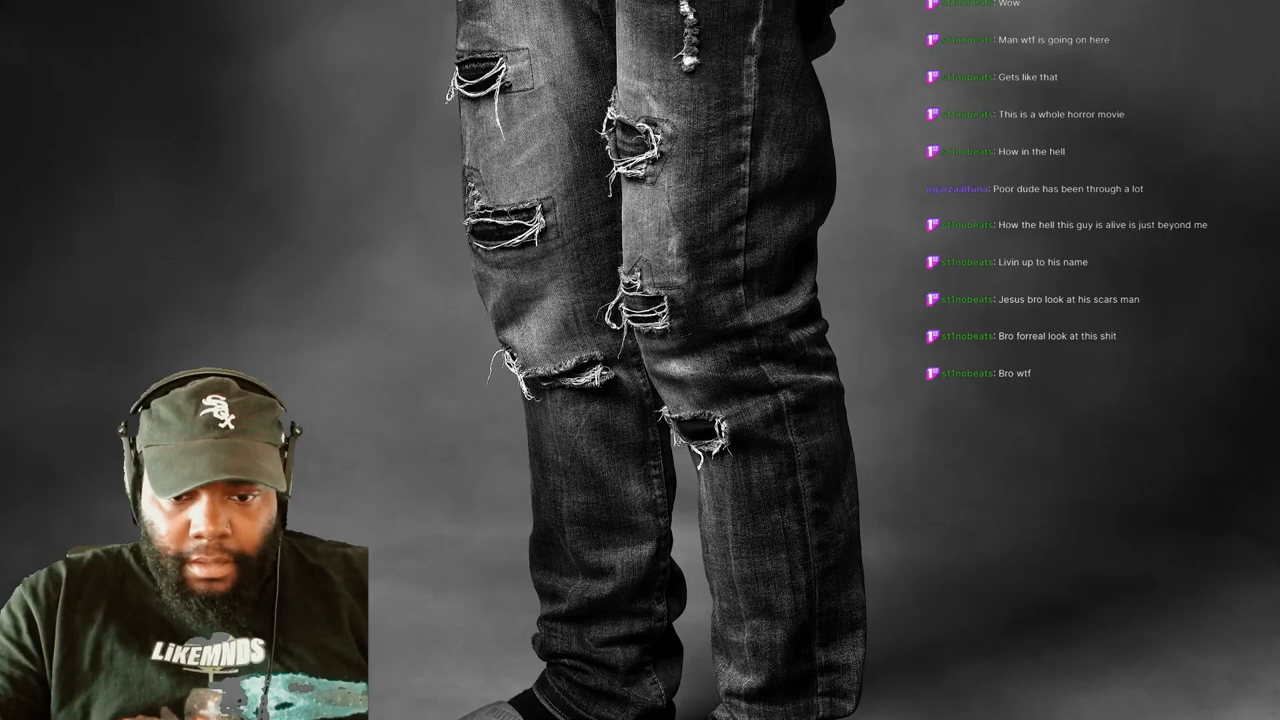 st1nobeats: Wow
st1nobeats: Man wtf is going on here
st1nobeats: Gets like that
st1nobeats: This is a whole horror movie
st1nobeats: How in the hell
: Poor dude has been through a lot
st1nobeats: How the hell this guy is alive is just beyond me
st1nobeats: Livin up to his name
st1nobeats: Jesus bro look at his scars man
st1nobeats: Bro forreal look at this shit
st1nobeats: Bro wtf
Sox
LiKEMNDS